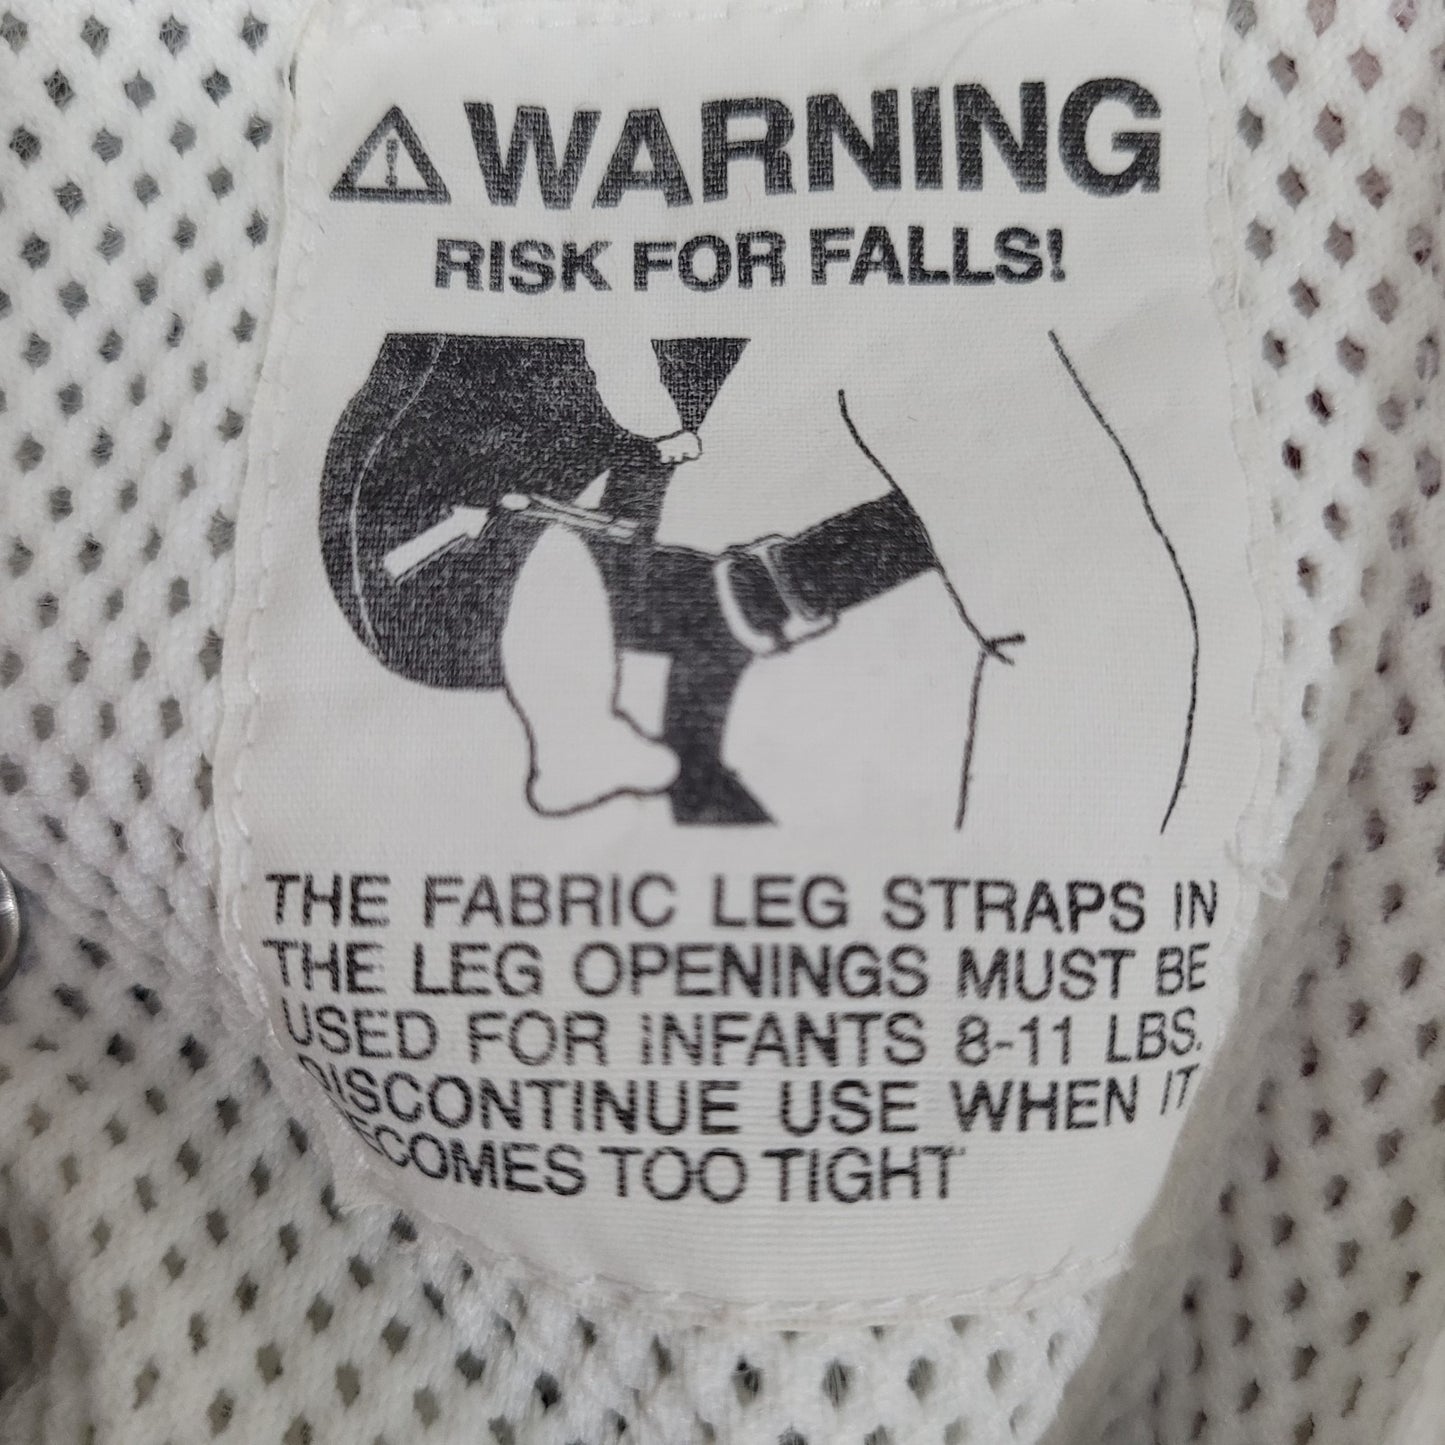 WARNING
RISK FOR FALLS!
THE FABRIC LEG STRAPS IN
THE LEG OPENINGS MUST BE
USED FOR INFANTS 8-11 LBS.
DISCONTINUE USE WHEN IT
BECOMES TOO TIGHT